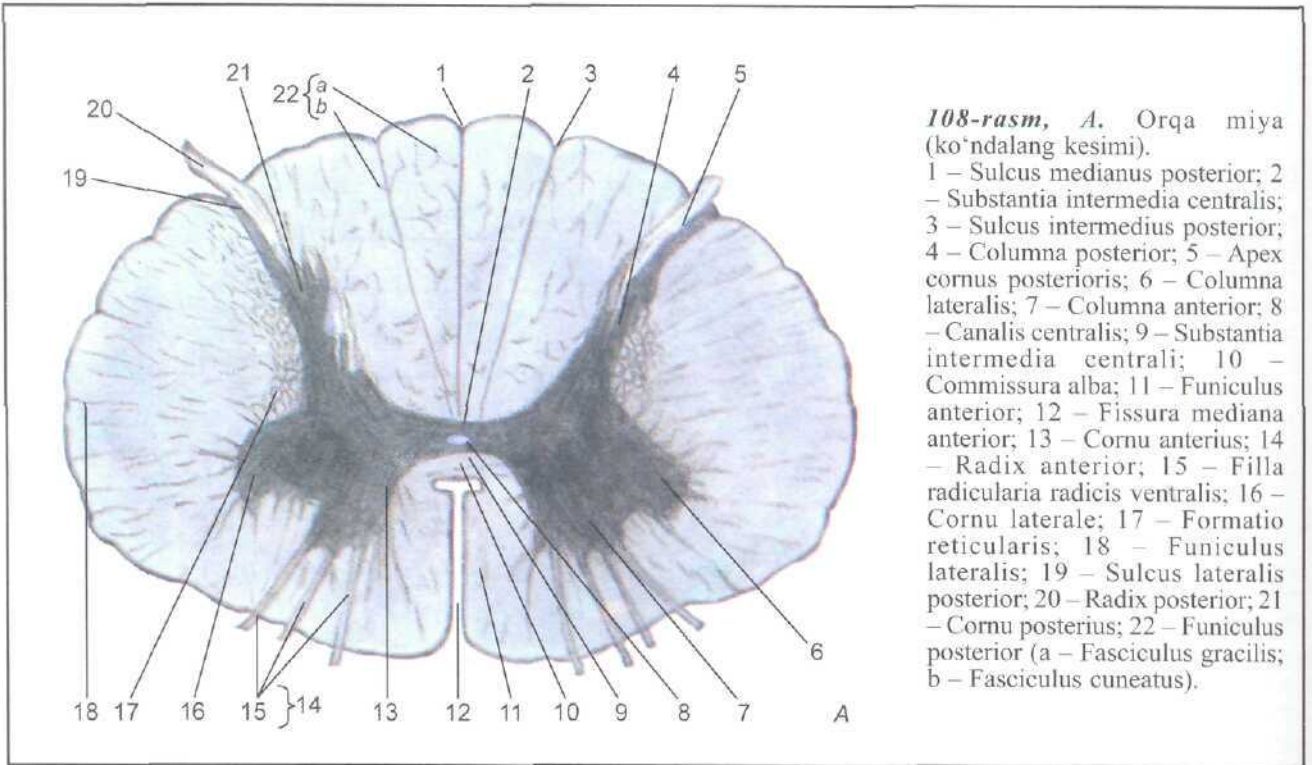 21
22 { a
b
1
2
3
4
5
20
19
18
17
16
15 } 14
13
12
11
10
9
8
7
6
A
108-rasm, A. Orqa miya
(ko‘ndalang kesimi).
1 – Sulcus medianus posterior; 2
– Substantia intermedia centralis;
3 – Sulcus intermedius posterior;
4 – Columna posterior; 5 – Apex
cornus posterioris; 6 – Columna
lateralis; 7 – Columna anterior; 8
– Canalis centralis; 9 – Substantia
intermedia centrali; 10 –
Commissura alba; 11 – Funiculus
anterior; 12 – Fissura mediana
anterior; 13 – Cornu anterius; 14
– Radix anterior; 15 – Filla
radicularia radicis ventralis; 16 –
Cornu laterale; 17 – Formatio
reticularis; 18 – Funiculus
lateralis; 19 – Sulcus lateralis
posterior; 20 – Radix posterior; 21
– Cornu posterius; 22 – Funiculus
posterior (a – Fasciculus gracilis;
b – Fasciculus cuneatus).